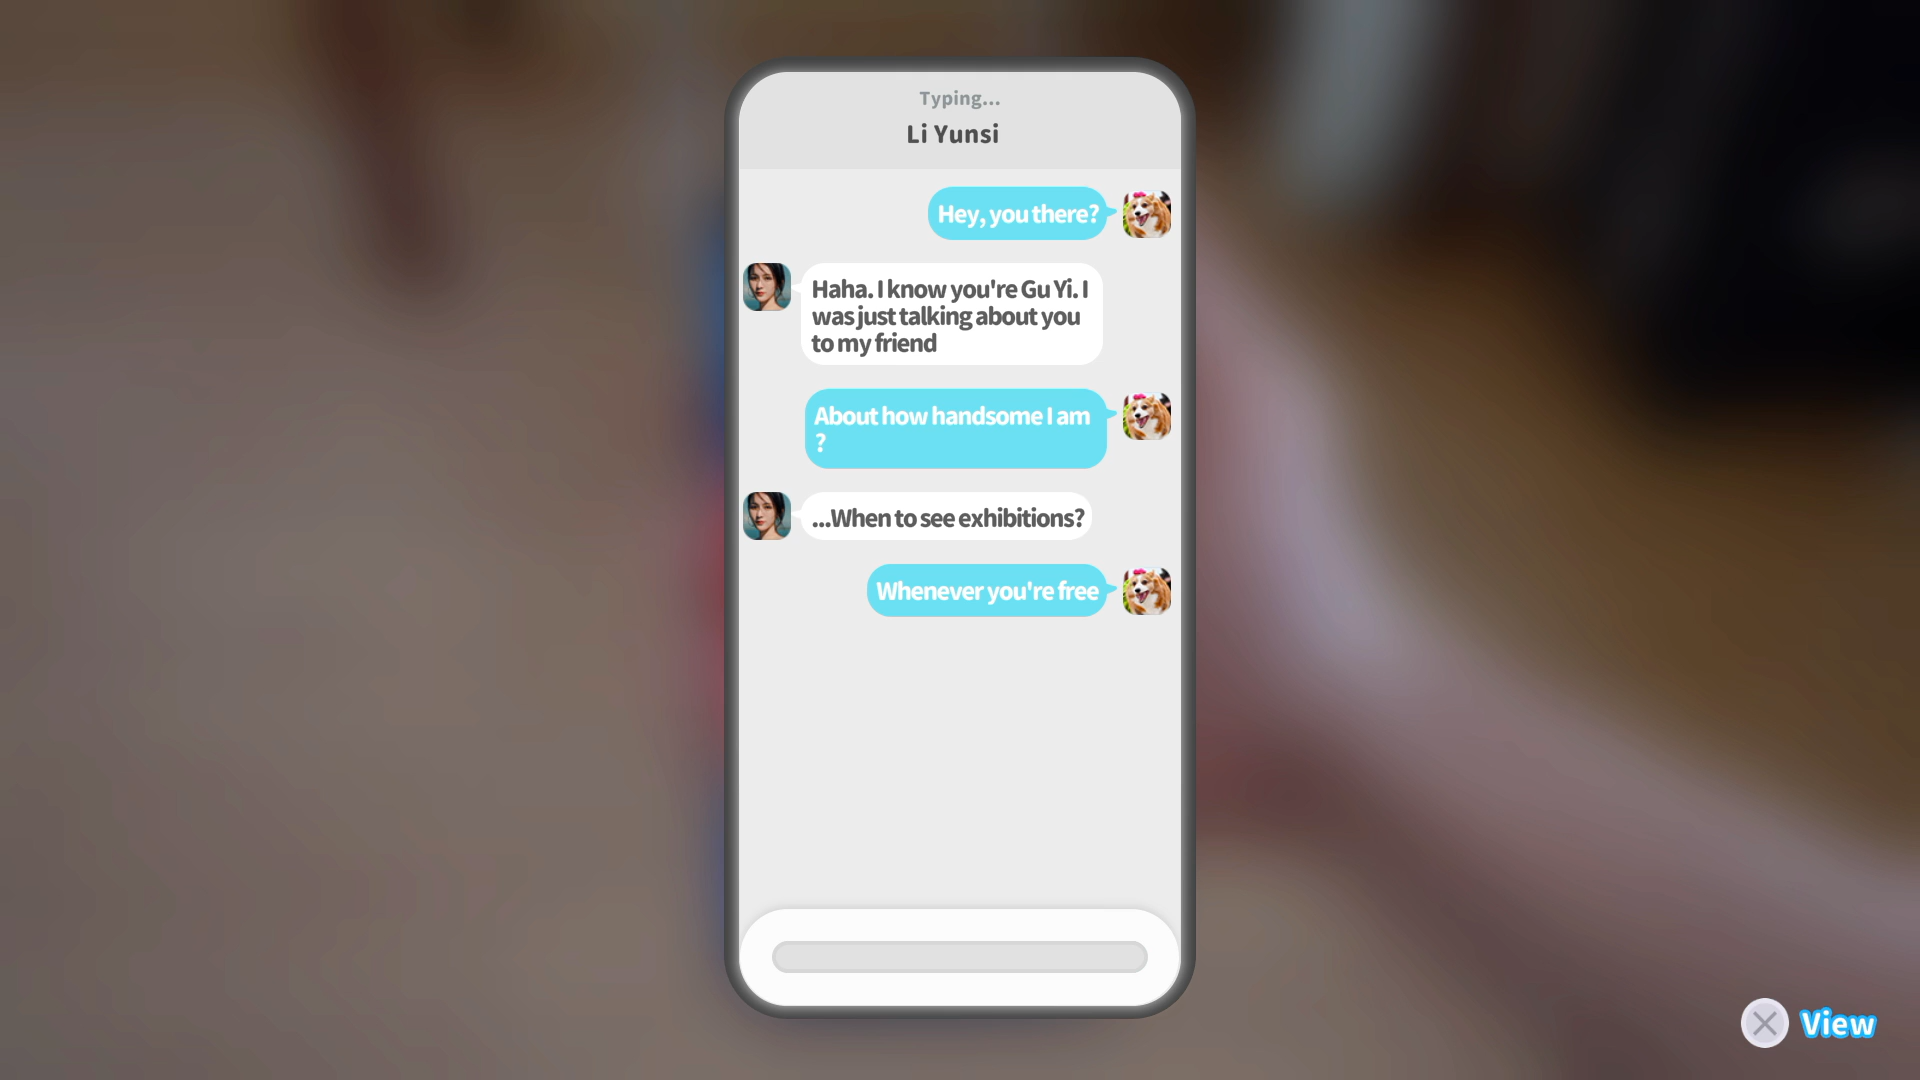 Typing...
Li Yunsi
Hey, you there?
Haha. I know you're Gu Yi. I
was just talking about you
to my friend
About how handsome I am
?
...When to see exhibitions?
Whenever you're free
View